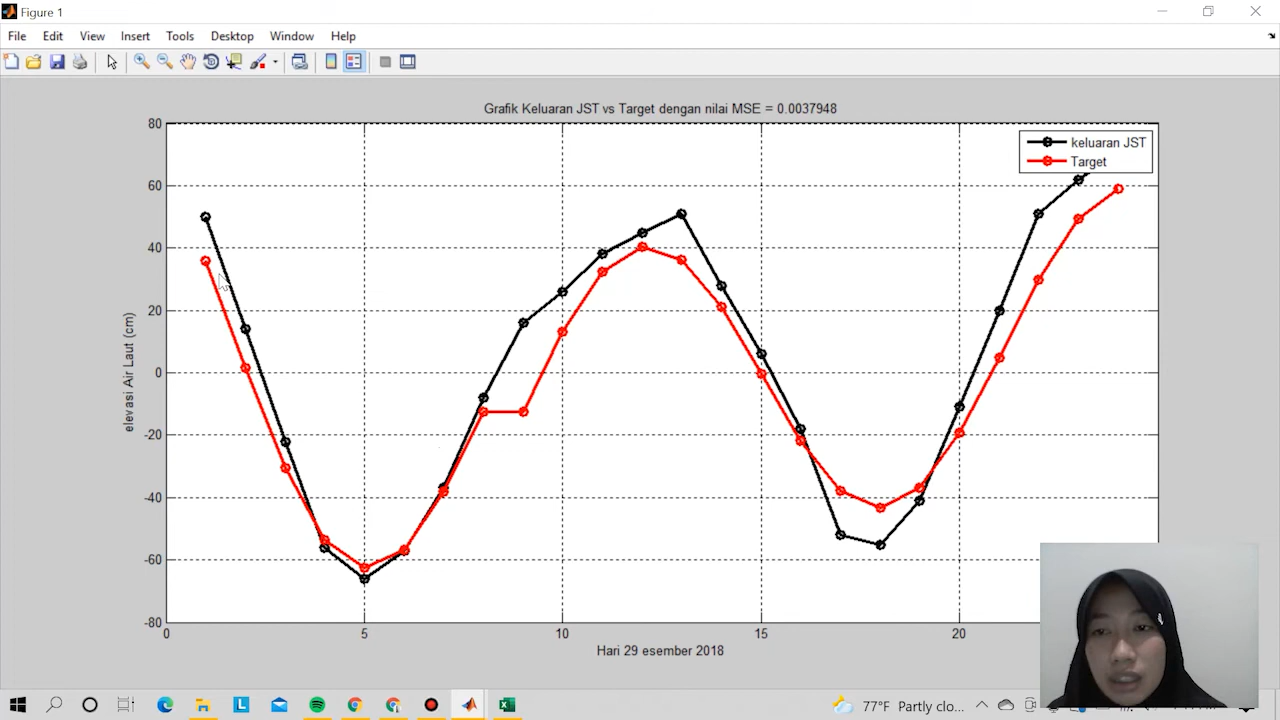 Figure 1
File Edit View Insert Tools Desktop Window Help
Grafik Keluaran JST vs Target dengan nilai MSE = 0.0037948
80
60
40
20
0
-20
-40
-60
-80
elevasi Air Laut (cm)
keluaran JST
Target
0 5 10 15 20
Hari 29 esember 2018
77°F Partly clo...